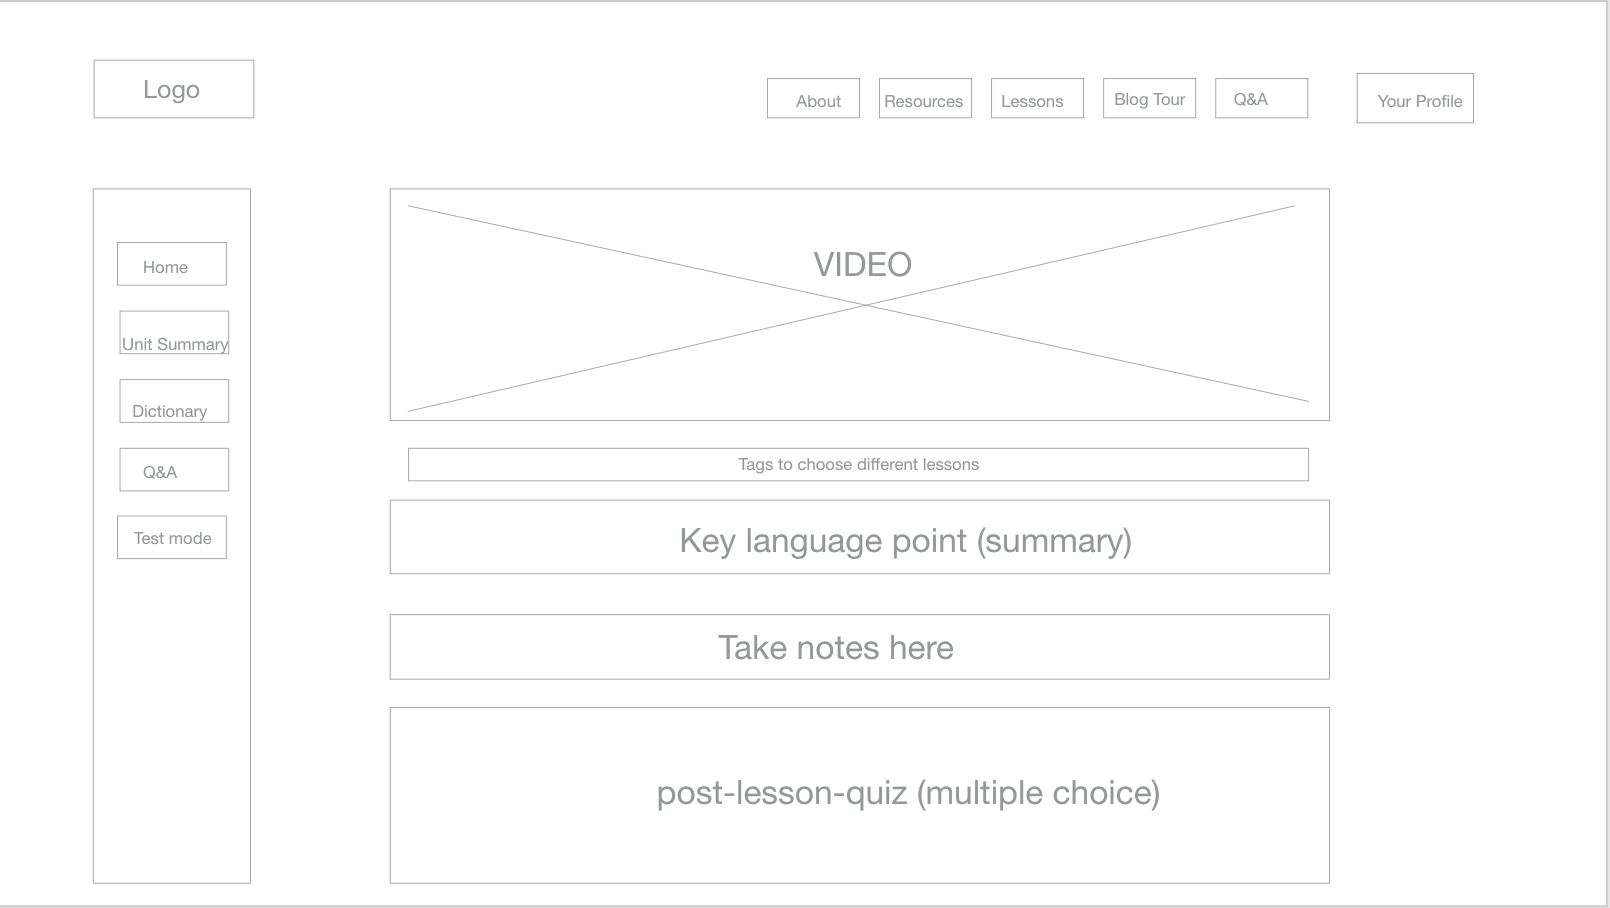 Logo
About
Resources
Lessons
Blog Tour
Q&A
Your Profile
Home
Unit Summary
Dictionary
Q&A
Test mode
VIDEO
Tags to choose different lessons
Key language point (summary)
Take notes here
post-lesson-quiz (multiple choice)